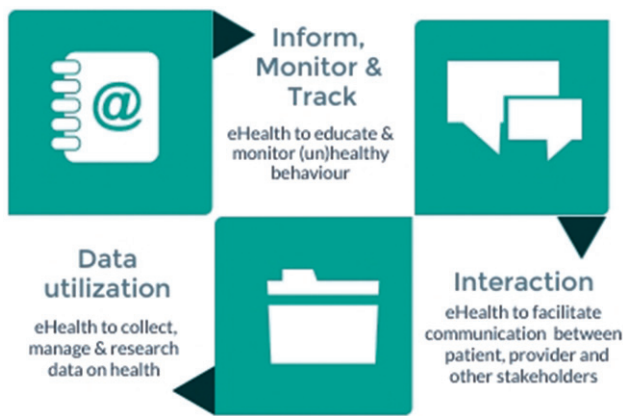 @
Inform,
Monitor &
Track
eHealth to educate &
monitor (un)healthy
behaviour
Data
utilization
eHealth to collect,
manage & research
data on health
Interaction
eHealth to facilitate
communication between
patient, provider and
other stakeholders